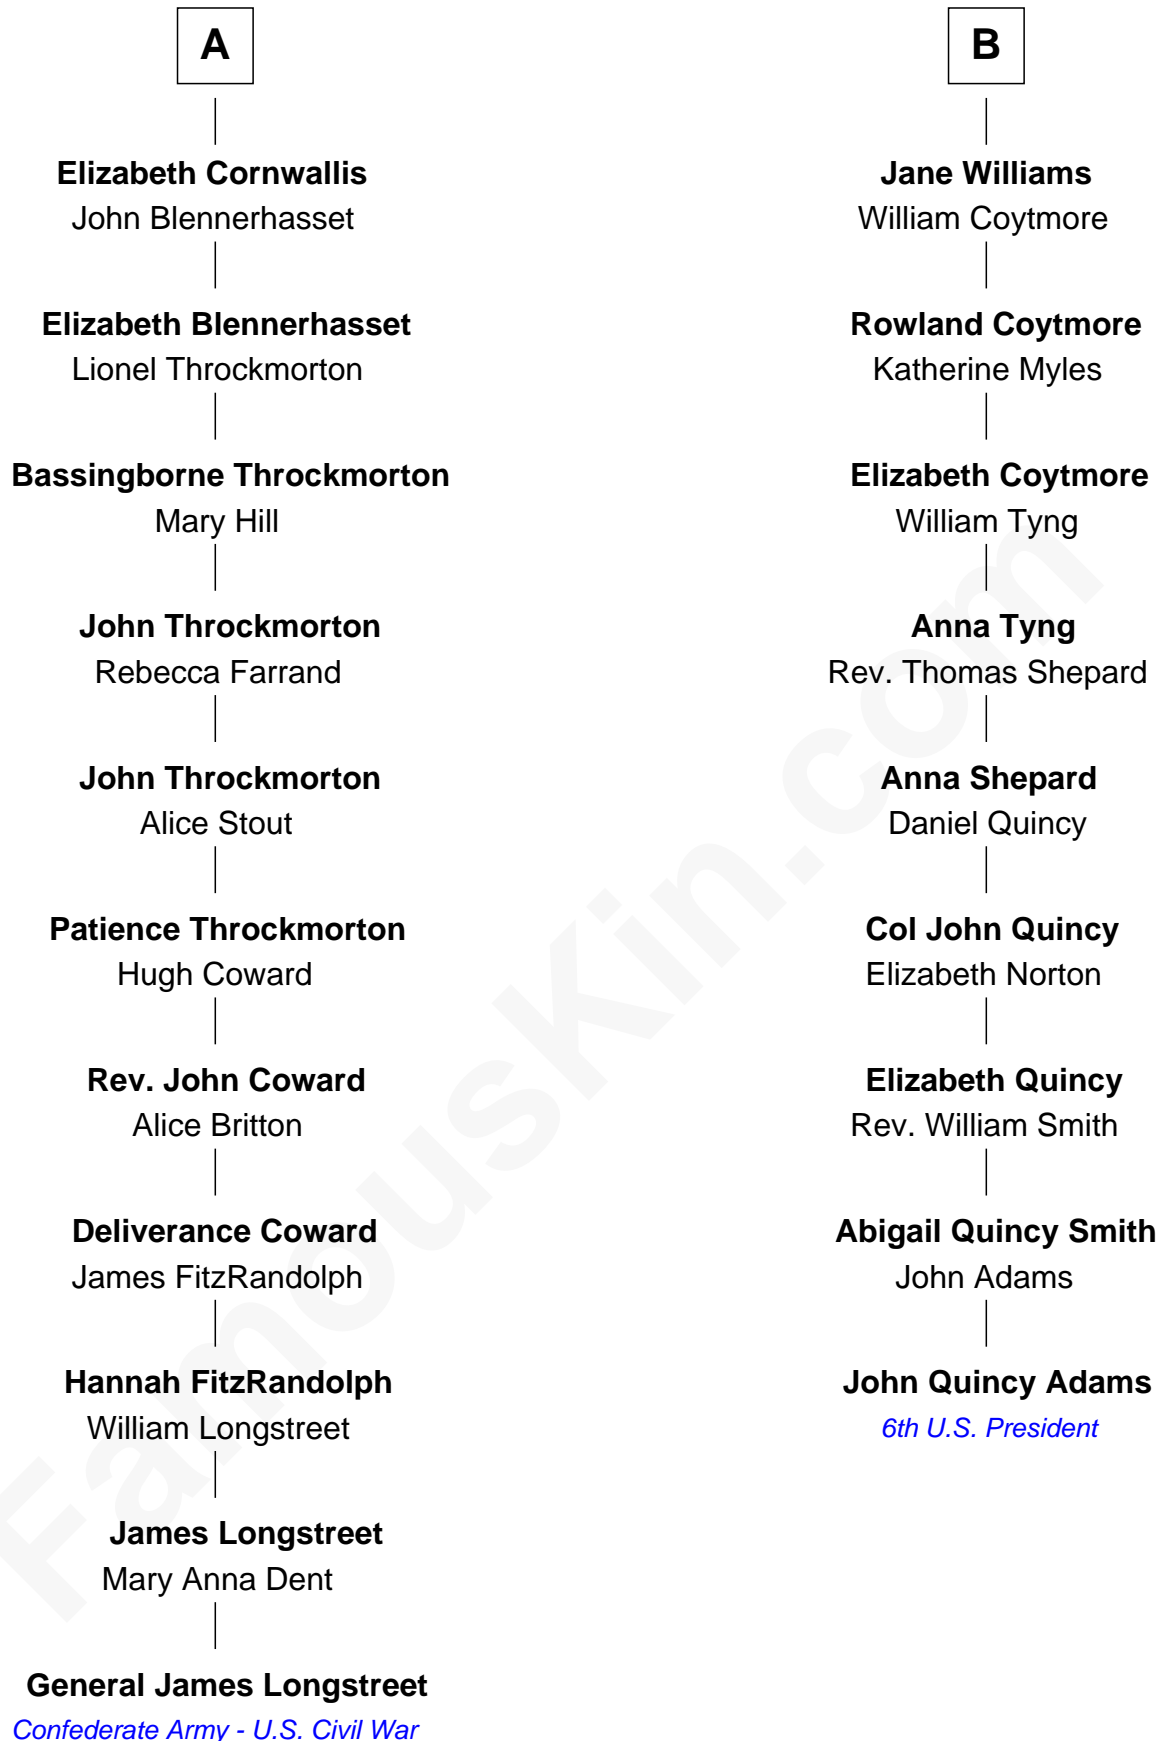 A
Elizabeth Cornwallis
John Blennerhasset
Elizabeth Blennerhasset
Lionel Throckmorton
Bassingborne Throckmorton
Mary Hill
John Throckmorton
Rebecca Farrand
John Throckmorton
Alice Stout
Patience Throckmorton
Hugh Coward
Rev. John Coward
Alice Britton
Deliverance Coward
James FitzRandolph
Hannah FitzRandolph
William Longstreet
James Longstreet
Mary Anna Dent
General James Longstreet
Confederate Army - U.S. Civil War
B
Jane Williams
William Coytmore
Rowland Coytmore
Katherine Myles
Elizabeth Coytmore
William Tyng
Anna Tyng
Rev. Thomas Shepard
Anna Shepard
Daniel Quincy
Col John Quincy
Elizabeth Norton
Elizabeth Quincy
Rev. William Smith
Abigail Quincy Smith
John Adams
John Quincy Adams
6th U.S. President
FamousKin.com